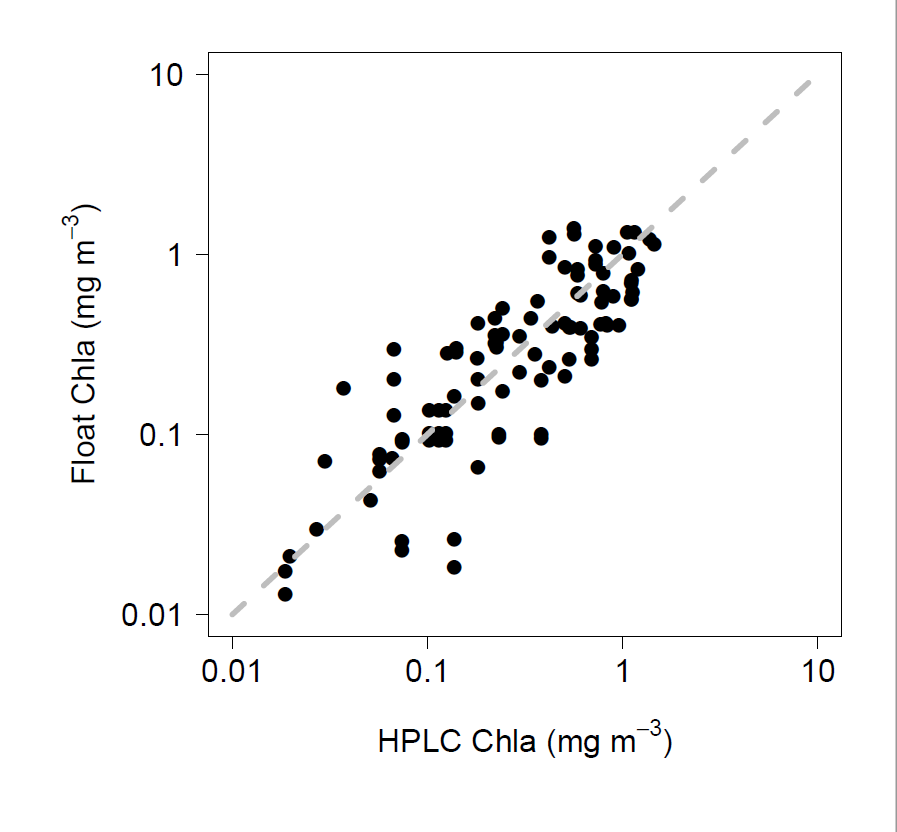 10
1
0.1
0.01
Float Chla (mg m⁻³)
0.01 0.1 1 10
HPLC Chla (mg m⁻³)